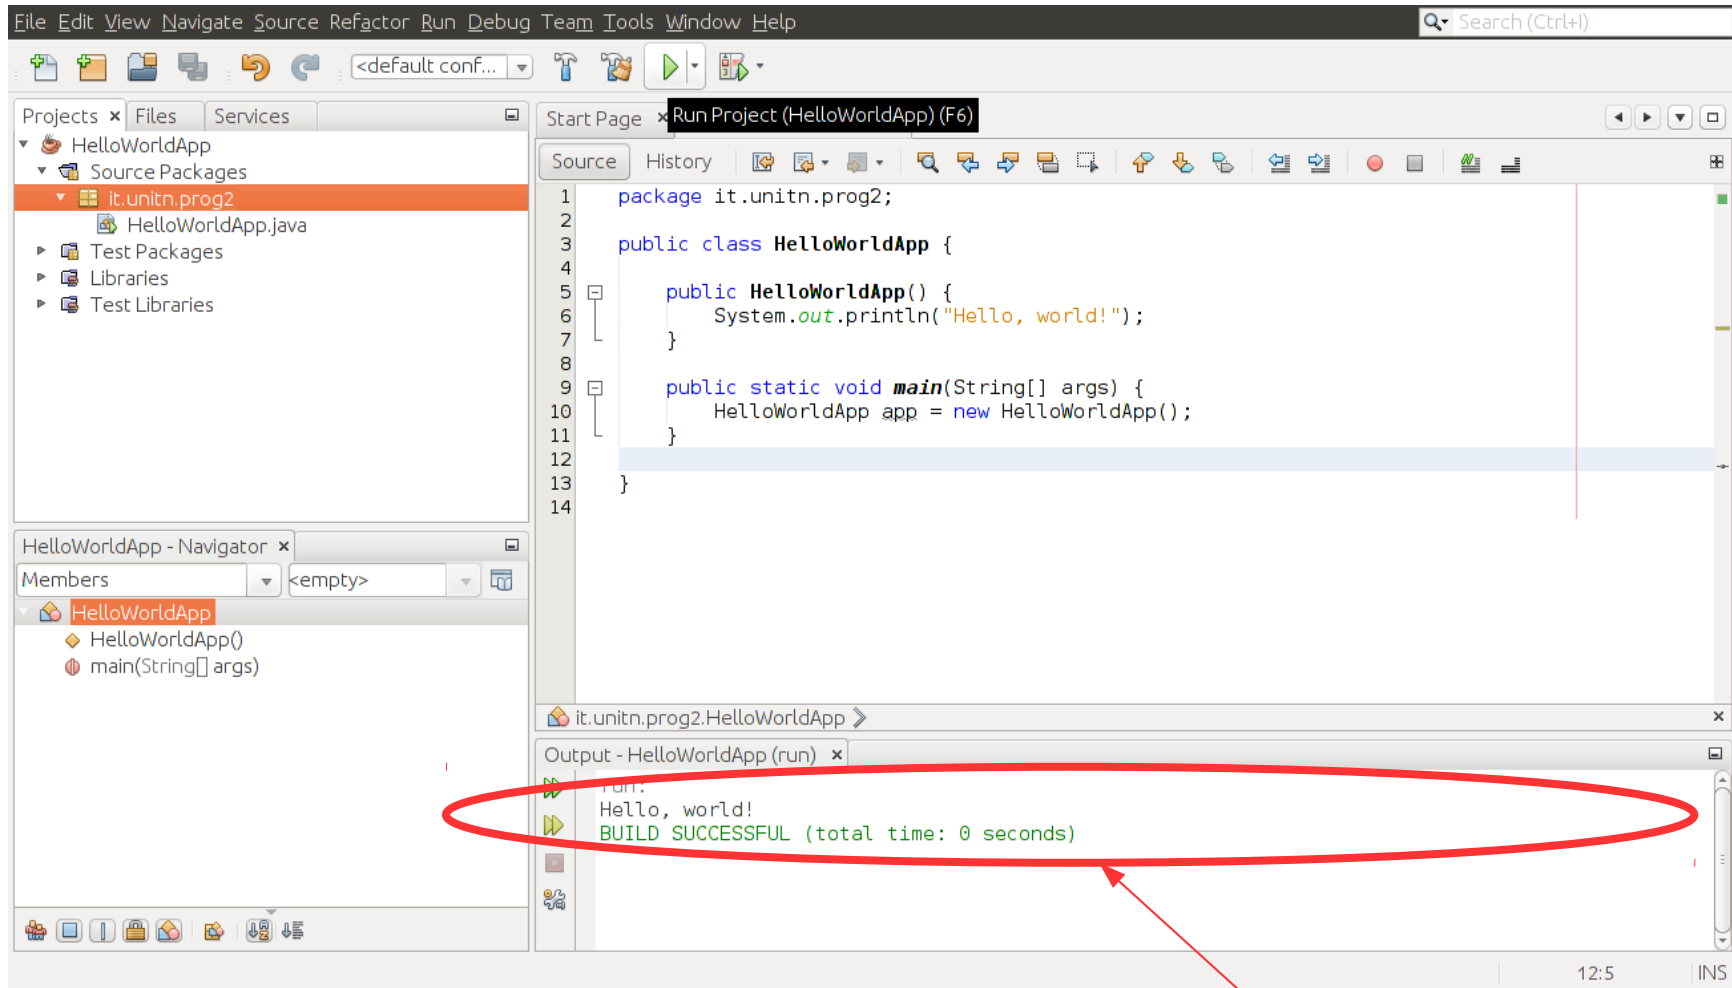 File Edit View Navigate Source Refactor Run Debug Team Tools Window Help
Search (Ctrl+I)
<default conf...
Projects Files Services
HelloWorldApp
Source Packages
it.unitn.prog2
HelloWorldApp.java
Test Packages
Libraries
Test Libraries
HelloWorldApp - Navigator
Members <empty>
HelloWorldApp
HelloWorldApp()
main(String[] args)
Start Page
Run Project (HelloWorldApp) (F6)
Source History
1 package it.unitn.prog2;
2
3 public class HelloWorldApp {
4
5 public HelloWorldApp() {
6 System.out.println("Hello, world!");
7 }
8
9 public static void main(String[] args) {
10 HelloWorldApp app = new HelloWorldApp();
11 }
12
13 }
14
it.unitn.prog2.HelloWorldApp
Output - HelloWorldApp (run)
run:
Hello, world!
BUILD SUCCESSFUL (total time: 0 seconds)
12:5 INS